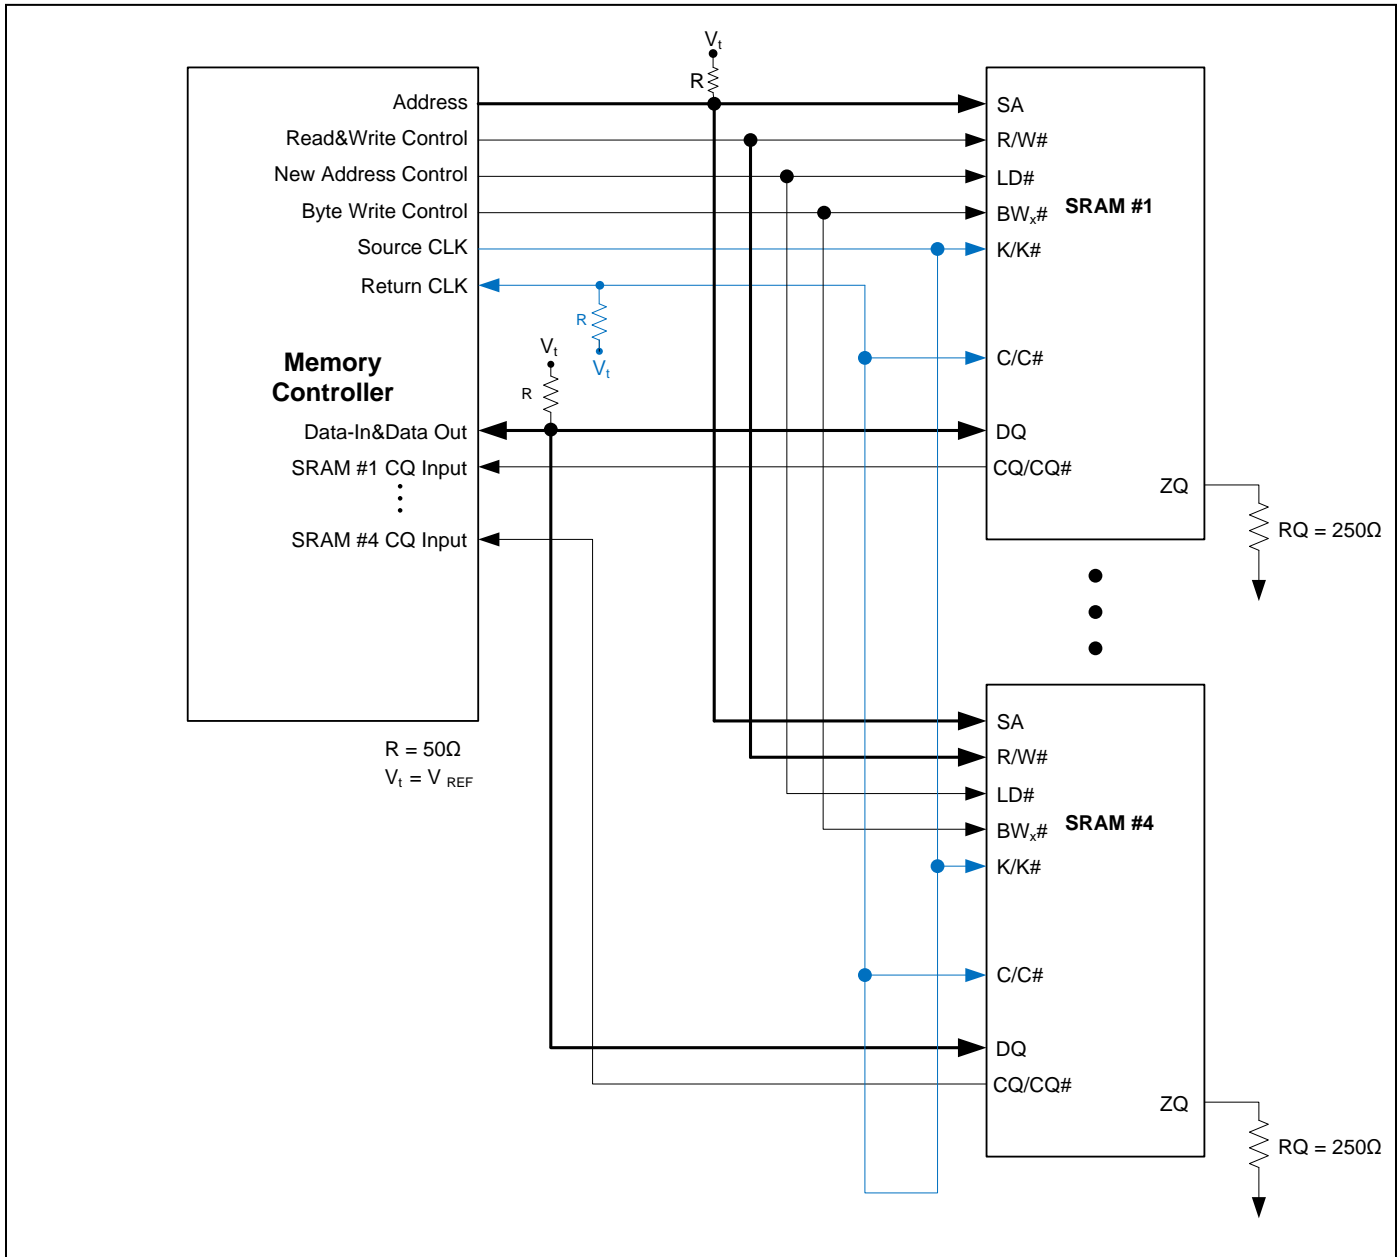 Vt
R
Address
Read&Write Control
New Address Control
Byte Write Control
Source CLK
Return CLK
R
Vt
Vt
R
Memory
Controller
Data-In&Data Out
SRAM #1 CQ Input
SRAM #4 CQ Input
R = 50Ω
Vt = V REF
SA
R/W#
LD#
BWx#
SRAM #1
K/K#
C/C#
DQ
CQ/CQ#
ZQ
RQ = 250Ω
SA
R/W#
LD#
BWx#
SRAM #4
K/K#
C/C#
DQ
CQ/CQ#
ZQ
RQ = 250Ω